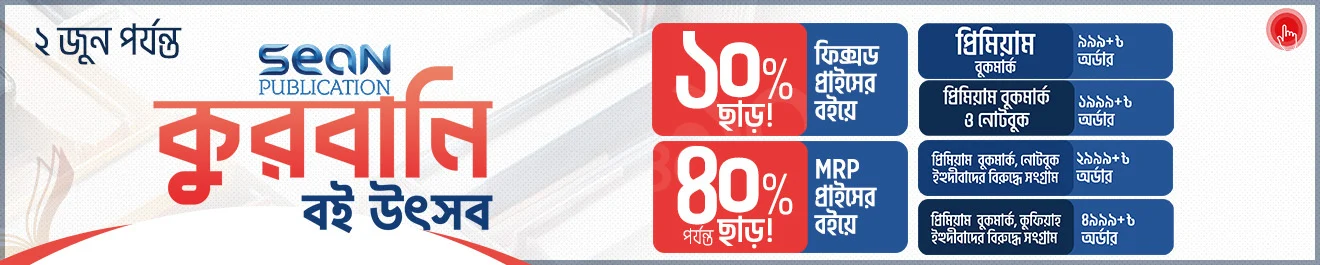 ২ জুন পর্যন্ত
Sean
PUBLICATION
কুরবানি
বই উৎসব
১০%
ছাড়!
ফিক্সড
প্রাইসের
বইয়ে
৪০%
পর্যন্ত ছাড়!
MRP
প্রাইসের
বইয়ে
প্রিমিয়াম
বুকমার্ক
৯৯৯+৳
অর্ডার
প্রিমিয়াম বুকমার্ক
ও নোটবুক
১৯৯৯+৳
অর্ডার
প্রিমিয়াম বুকমার্ক, নোটবুক
ইহুদীবাদের বিরুদ্ধে সংগ্রাম
২৯৯৯+৳
অর্ডার
প্রিমিয়াম বুকমার্ক, কুফিয়াহ
ইহুদীবাদের বিরুদ্ধে সংগ্রাম
৪৯৯৯+৳
অর্ডার